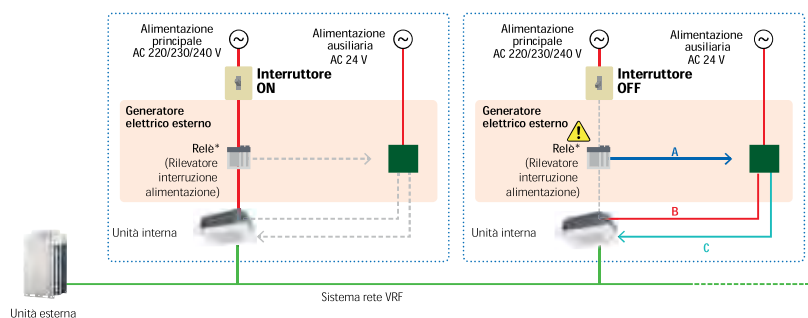 Alimentazione
principale
AC 220/230/240 V
Alimentazione
ausiliaria
AC 24 V
Interruttore
ON
Generatore
elettrico esterno
Relè*
(Rilevatore
interruzione
alimentazione)
Unità interna
Alimentazione
principale
AC 220/230/240 V
Alimentazione
ausiliaria
AC 24 V
Interruttore
OFF
Generatore
elettrico esterno
Relè*
(Rilevatore
interruzione
alimentazione)
A
B
C
Unità interna
Sistema rete VRF
Unità esterna